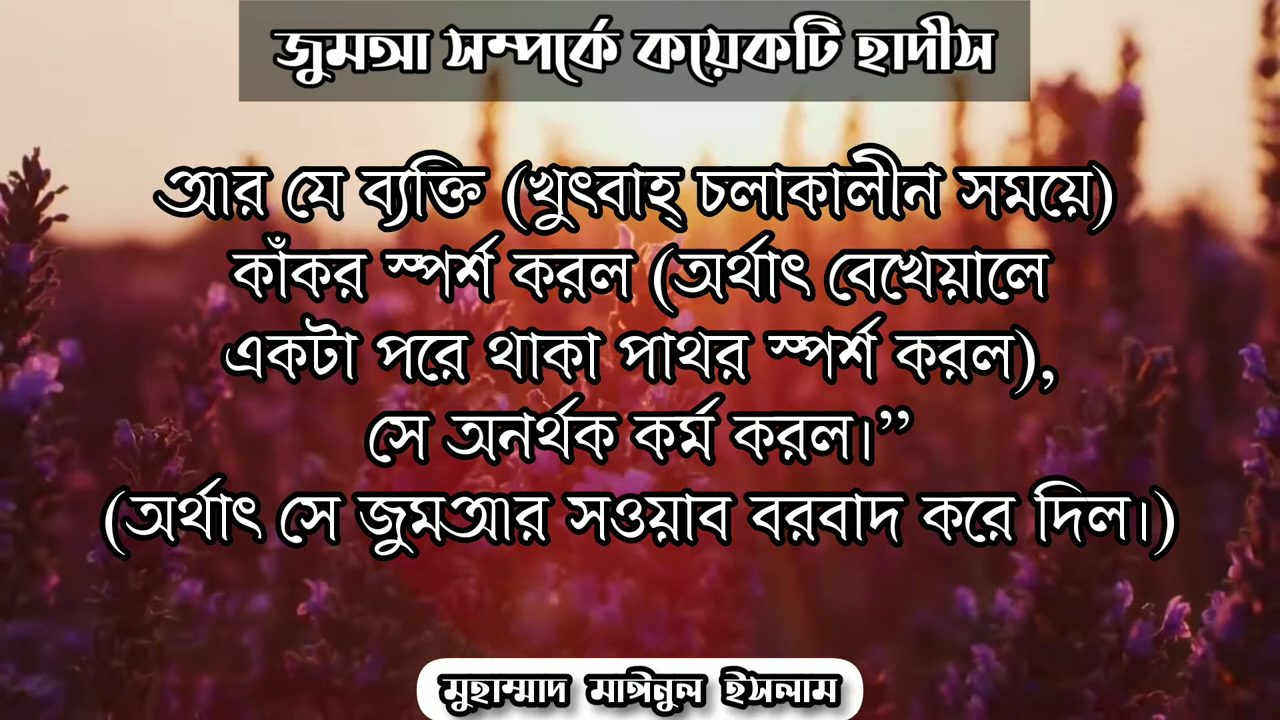 জুমআ সম্পর্কে কয়েকটি হাদীস
আর যে ব্যক্তি (খুৎবাহ্ চলাকালীন সময়ে)
কাঁকর স্পর্শ করল (অর্থাৎ বেখেয়ালে
একটা পরে থাকা পাথর স্পর্শ করল),
সে অনর্থক কর্ম করল।’’
(অর্থাৎ সে জুমআর সওয়াব বরবাদ করে দিল।)
মুহাম্মাদ মাঈনুল ইসলাম